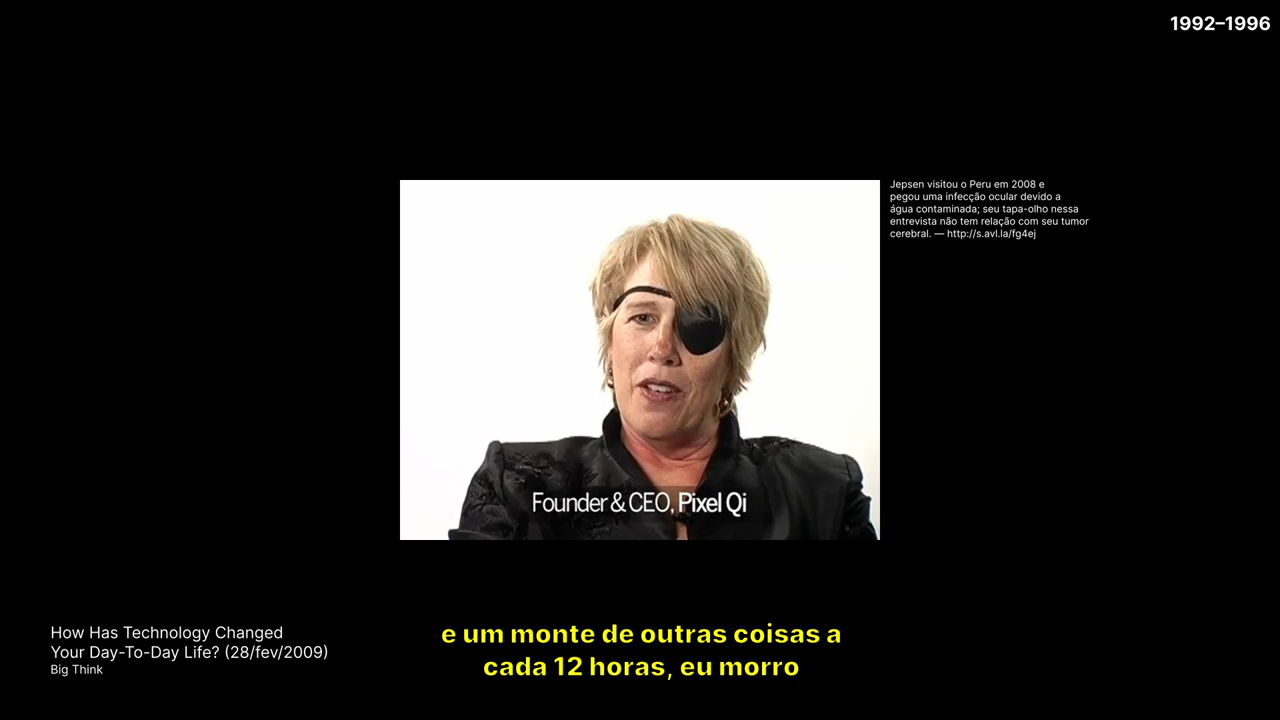 1992–1996
Jepsen visitou o Peru em 2008 e
pegou uma infecção ocular devido a
água contaminada; seu tapa-olho nessa
entrevista não tem relação com seu tumor
cerebral. — http://s.avl.la/fg4ej
Founder & CEO, Pixel Qi
How Has Technology Changed
Your Day-To-Day Life? (28/fev/2009)
Big Think
e um monte de outras coisas a
cada 12 horas, eu morro